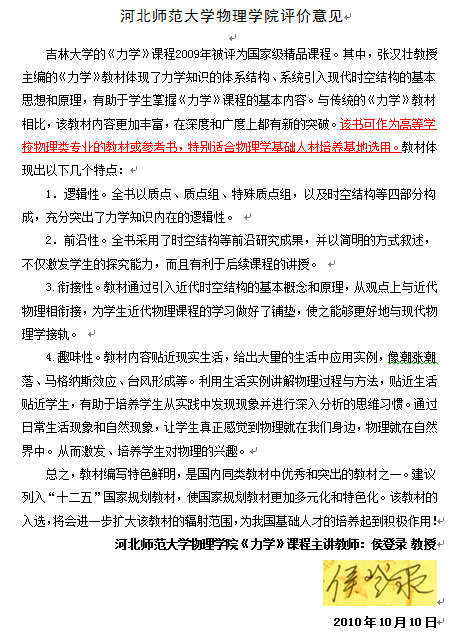 河北师范大学物理学院评价意见
吉林大学的《力学》课程2009年被评为国家级精品课程。其中，张汉壮教授
主编的《力学》教材体现了力学知识的体系结构、系统引入现代时空结构的基本
思想和原理，有助于学生掌握《力学》课程的基本内容。与传统的《力学》教材
相比，该教材内容更加丰富，在深度和广度上都有新的突破。该书可作为高等学
校物理类专业的教材或参考书，特别适合物理学基础人材培养基地选用。教材体
现出以下几个特点：
1．逻辑性。全书以质点、质点组、特殊质点组，以及时空结构等四部分构
成，充分突出了力学知识内在的逻辑性。
2．前沿性。全书采用了时空结构等前沿研究成果，并以简明的方式叙述，
不仅激发学生的探究能力，而且有利于后续课程的讲授。
3.衔接性。教材通过引入近代时空结构的基本概念和原理，从观点上与近代
物理相衔接，为学生近代物理课程的学习做好了铺垫，使之能够更好地与现代物
理学接轨。
4.趣味性。教材内容贴近现实生活，给出大量的生活中应用实例，像潮涨潮
落、马格纳斯效应、台风形成等。利用生活实例讲解物理过程与方法，贴近生活
贴近学生，有助于培养学生从实践中发现现象并进行深入分析的思维习惯。通过
日常生活现象和自然现象，让学生真正感觉到物理就在我们身边，物理就在自然
界中。从而激发、培养学生对物理的兴趣。
总之，教材编写特色鲜明，是国内同类教材中优秀和突出的教材之一。建议
列入“十二五”国家规划教材，使国家规划教材更加多元化和特色化。该教材的
入选，将会进一步扩大该教材的辐射范围，为我国基础人才的培养起到积极作用！
河北师范大学物理学院《力学》课程主讲教师：侯登录 教授
侯登录
2010年10月10日